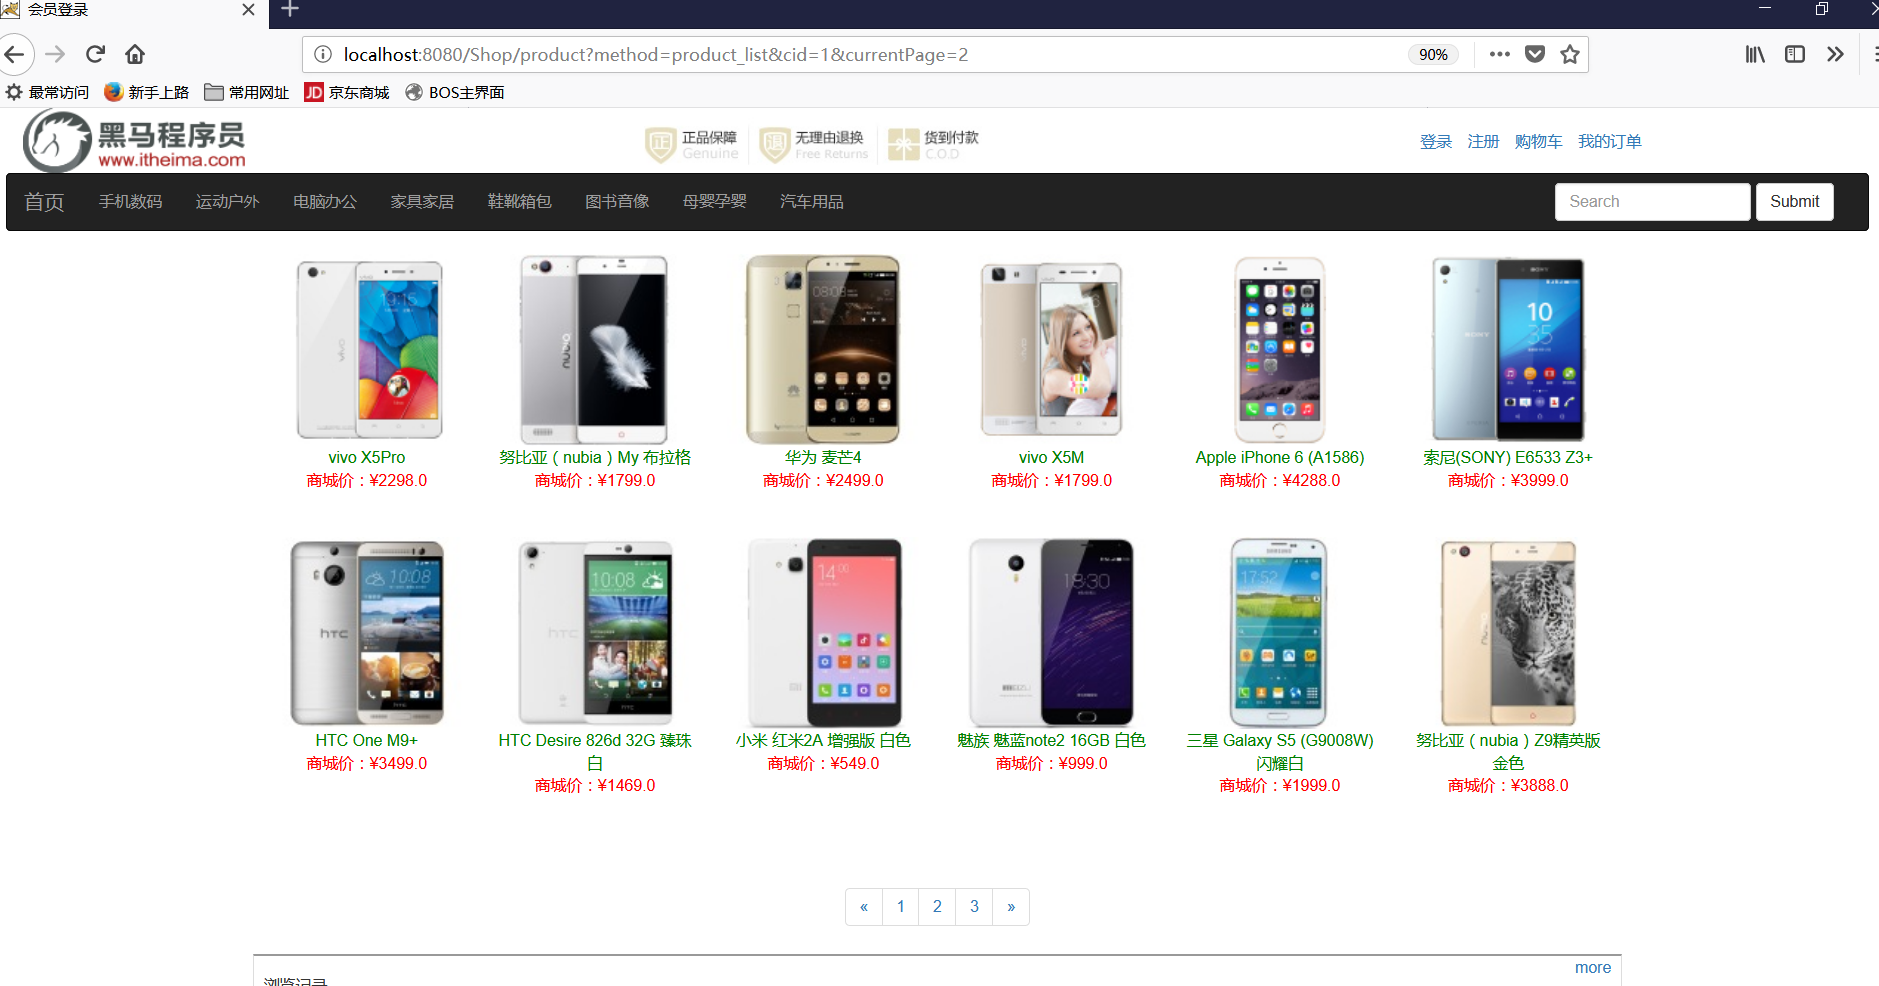 会员登录
localhost:8080/Shop/product?method=product_list&cid=1&currentPage=2
90%
最常访问 新手上路 常用网址 JD 京东商城 BOS主界面
黑马程序员
www.itheima.com
正 正品保障 Genuine
退 无理由退换 Free Returns
货到付款 C.O.D
登录 注册 购物车 我的订单
首页 手机数码 运动户外 电脑办公 家具家居 鞋靴箱包 图书音像 母婴孕婴 汽车用品 Search Submit
vivo X5Pro
商城价：¥2298.0
努比亚（nubia）My 布拉格
商城价：¥1799.0
华为 麦芒4
商城价：¥2499.0
vivo X5M
商城价：¥1799.0
Apple iPhone 6 (A1586)
商城价：¥4288.0
索尼(SONY) E6533 Z3+
商城价：¥3999.0
HTC One M9+
商城价：¥3499.0
HTC Desire 826d 32G 臻珠
白
商城价：¥1469.0
小米 红米2A 增强版 白色
商城价：¥549.0
魅族 魅蓝note2 16GB 白色
商城价：¥999.0
三星 Galaxy S5 (G9008W)
闪耀白
商城价：¥1999.0
努比亚（nubia）Z9精英版
金色
商城价：¥3888.0
« 1 2 3 »
more
浏览记录